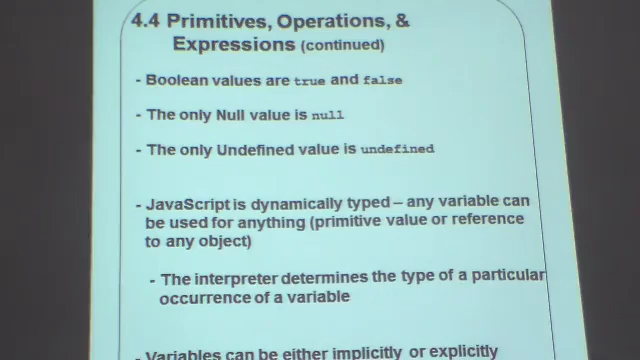 4.4 Primitives, Operations, &
Expressions (continued)
- Boolean values are true and false
- The only Null value is null
- The only Undefined value is undefined
- JavaScript is dynamically typed – any variable can
be used for anything (primitive value or reference
to any object)
- The interpreter determines the type of a particular
occurrence of a variable
- Variables can be either implicitly or explicitly